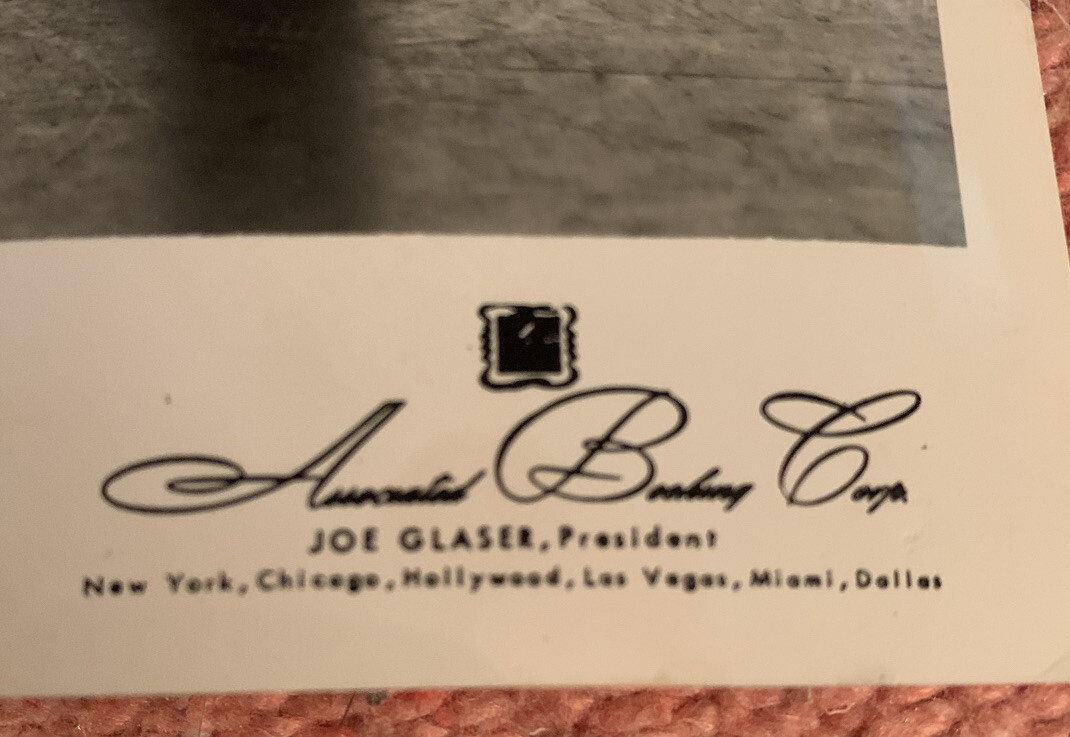 Associated Booking Corp.
JOE GLASER, President
New York, Chicago, Hollywood, Las Vegas, Miami, Dallas